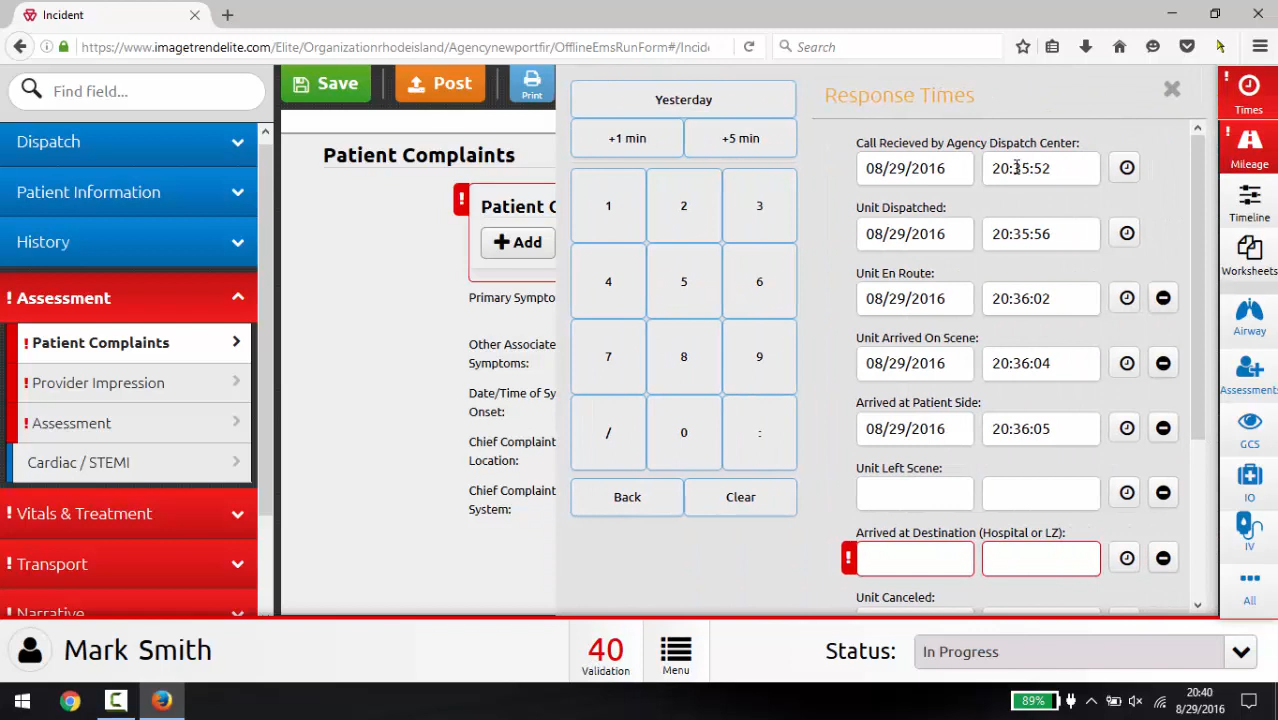 Incident
https://www.imagetrendelite.com/Elite/Organizationrhodeisland/Agencynewportfir/OfflineEmsRunForm#/Incide
Search
Find field...
Save
Post
Print
Dispatch
Patient Information
History
! Assessment
! Patient Complaints
! Provider Impression
! Assessment
Cardiac / STEMI
! Vitals & Treatment
! Transport
! Narrative
Patient Complaints
!
Patient C
Add
Primary Sympto
Other Associate
Symptoms:
Date/Time of Sy
Onset:
Chief Complaint
Location:
Chief Complaint
System:
Yesterday
+1 min
+5 min
1
2
3
4
5
6
7
8
9
/
0
:
Back
Clear
Response Times
Call Recieved by Agency Dispatch Center:
08/29/2016 20:35:52
Unit Dispatched:
08/29/2016 20:35:56
Unit En Route:
08/29/2016 20:36:02
Unit Arrived On Scene:
08/29/2016 20:36:04
Arrived at Patient Side:
08/29/2016 20:36:05
Unit Left Scene:
Arrived at Destination (Hospital or LZ):
!
Unit Canceled:
!
Times
!
Mileage
Timeline
Worksheets
Airway
Assessments
GCS
IO
IV
All
Mark Smith
40
Validation
Menu
Status:
In Progress
89%
20:40
8/29/2016